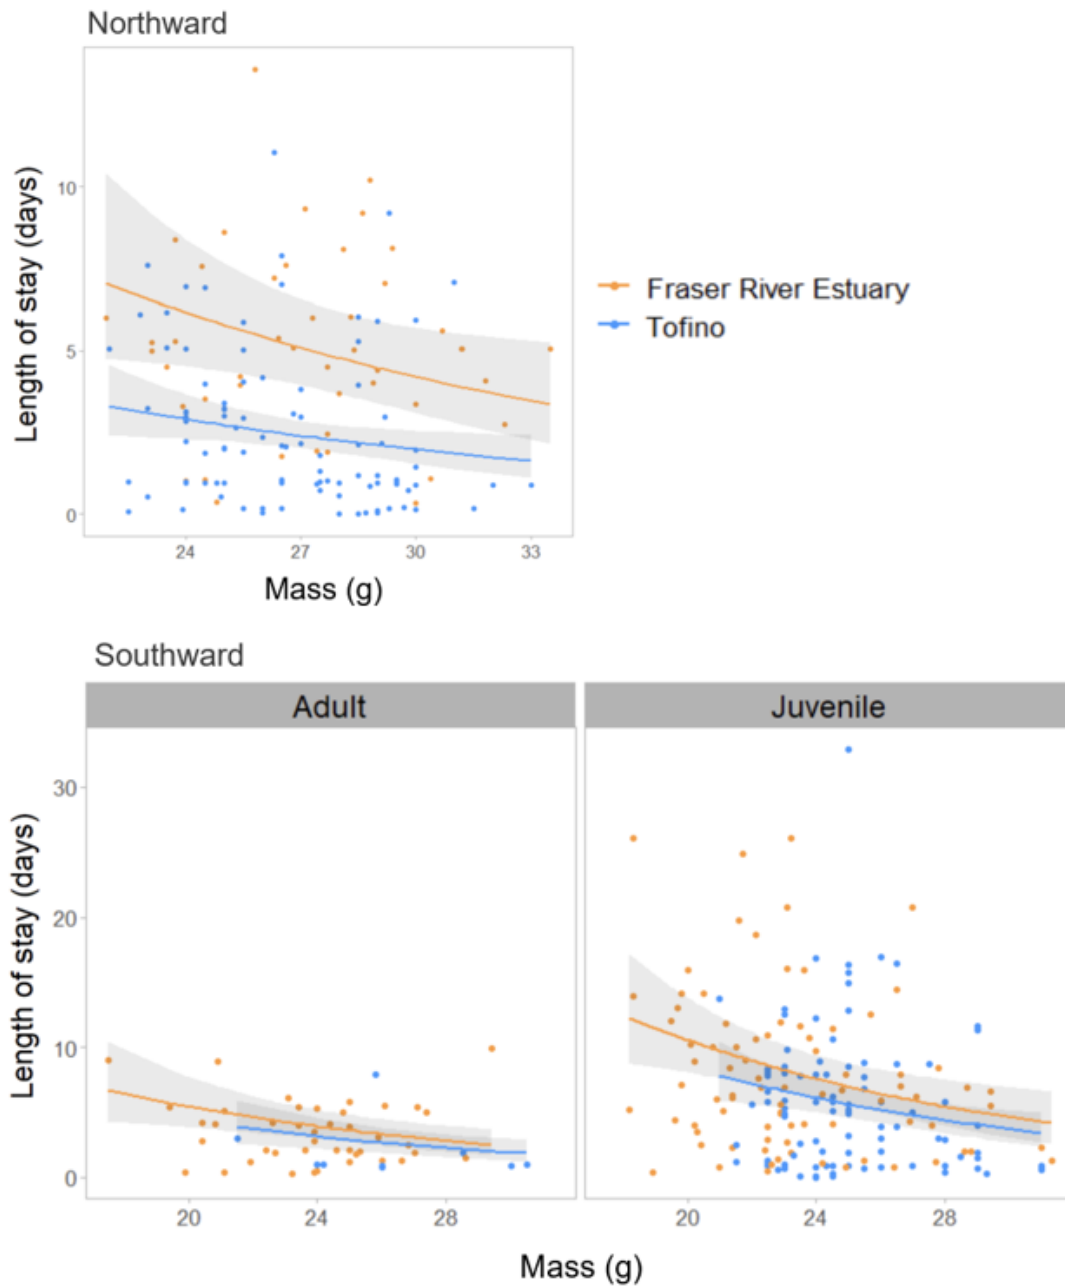 Northward
Length of stay (days)
10
5
0
24 27 30 33
Mass (g)
Fraser River Estuary
Tofino
Southward
Adult Juvenile
Length of stay (days)
30
20
10
0
20 24 28 20 24 28
Mass (g)